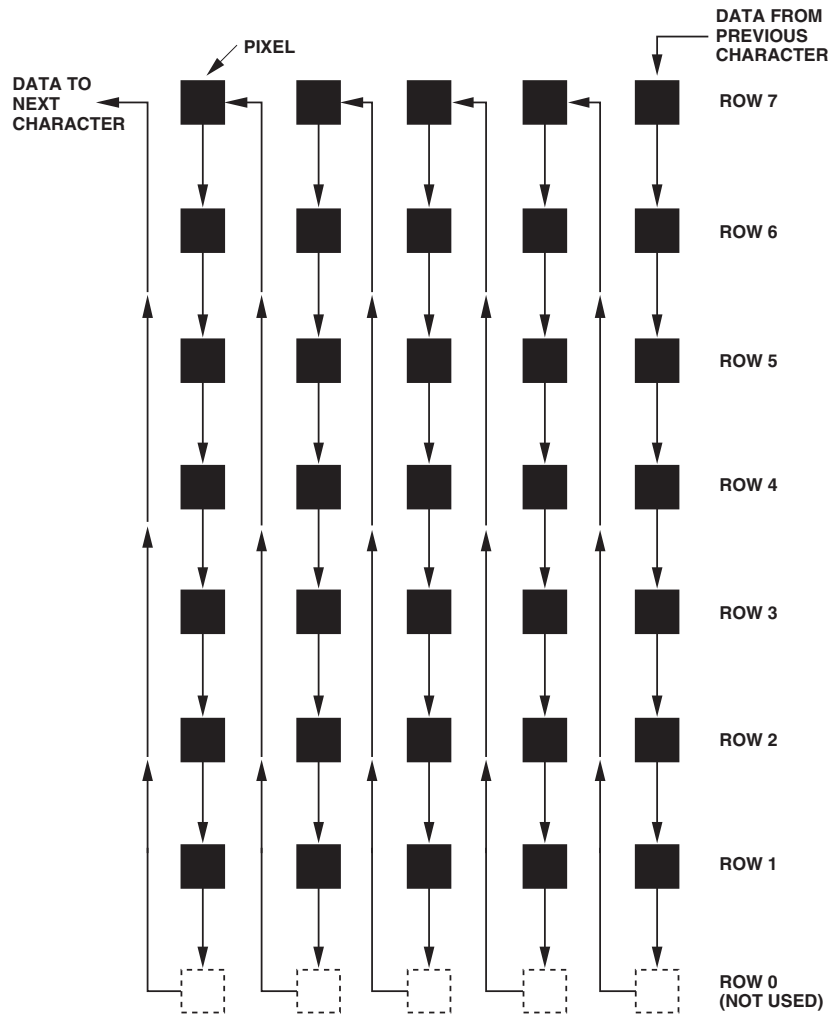 DATA FROM
PREVIOUS
CHARACTER
PIXEL
DATA TO
NEXT
CHARACTER
ROW 7
ROW 6
ROW 5
ROW 4
ROW 3
ROW 2
ROW 1
ROW 0
(NOT USED)